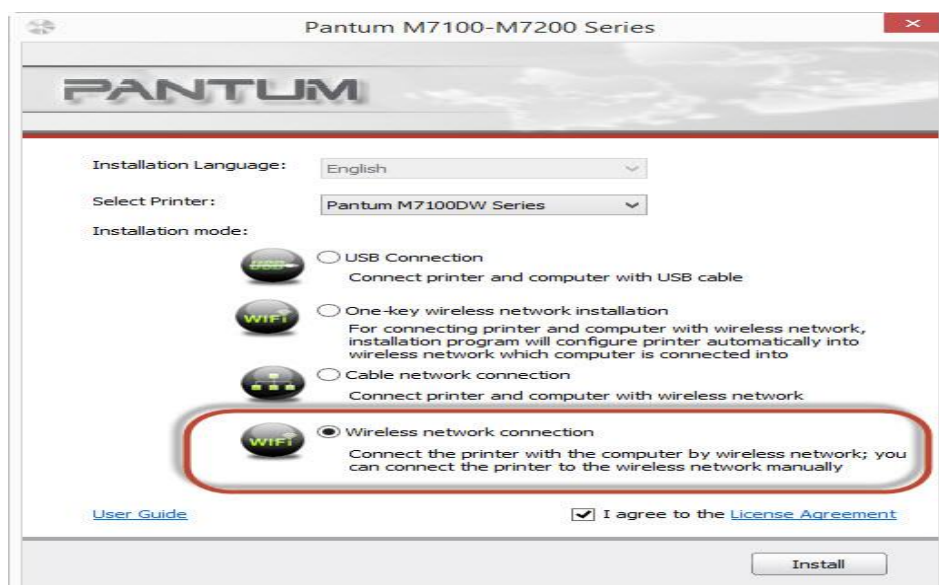 Pantum M7100-M7200 Series
PANTUM
Installation Language:
English
Select Printer:
Pantum M7100DW Series
Installation mode:
USB
USB Connection
Connect printer and computer with USB cable
WIFI
One-key wireless network installation
For connecting printer and computer with wireless network,
installation program will configure printer automatically into
wireless network which computer is connected into
Cable network connection
Connect printer and computer with wireless network
WIFI
Wireless network connection
Connect the printer with the computer by wireless network; you
can connect the printer to the wireless network manually
User Guide
I agree to the License Agreement
Install